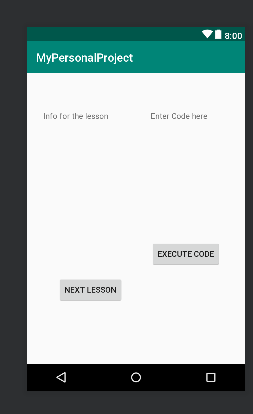 8:00
MyPersonalProject
Info for the lesson
Enter Code here
EXECUTE CODE
NEXT LESSON